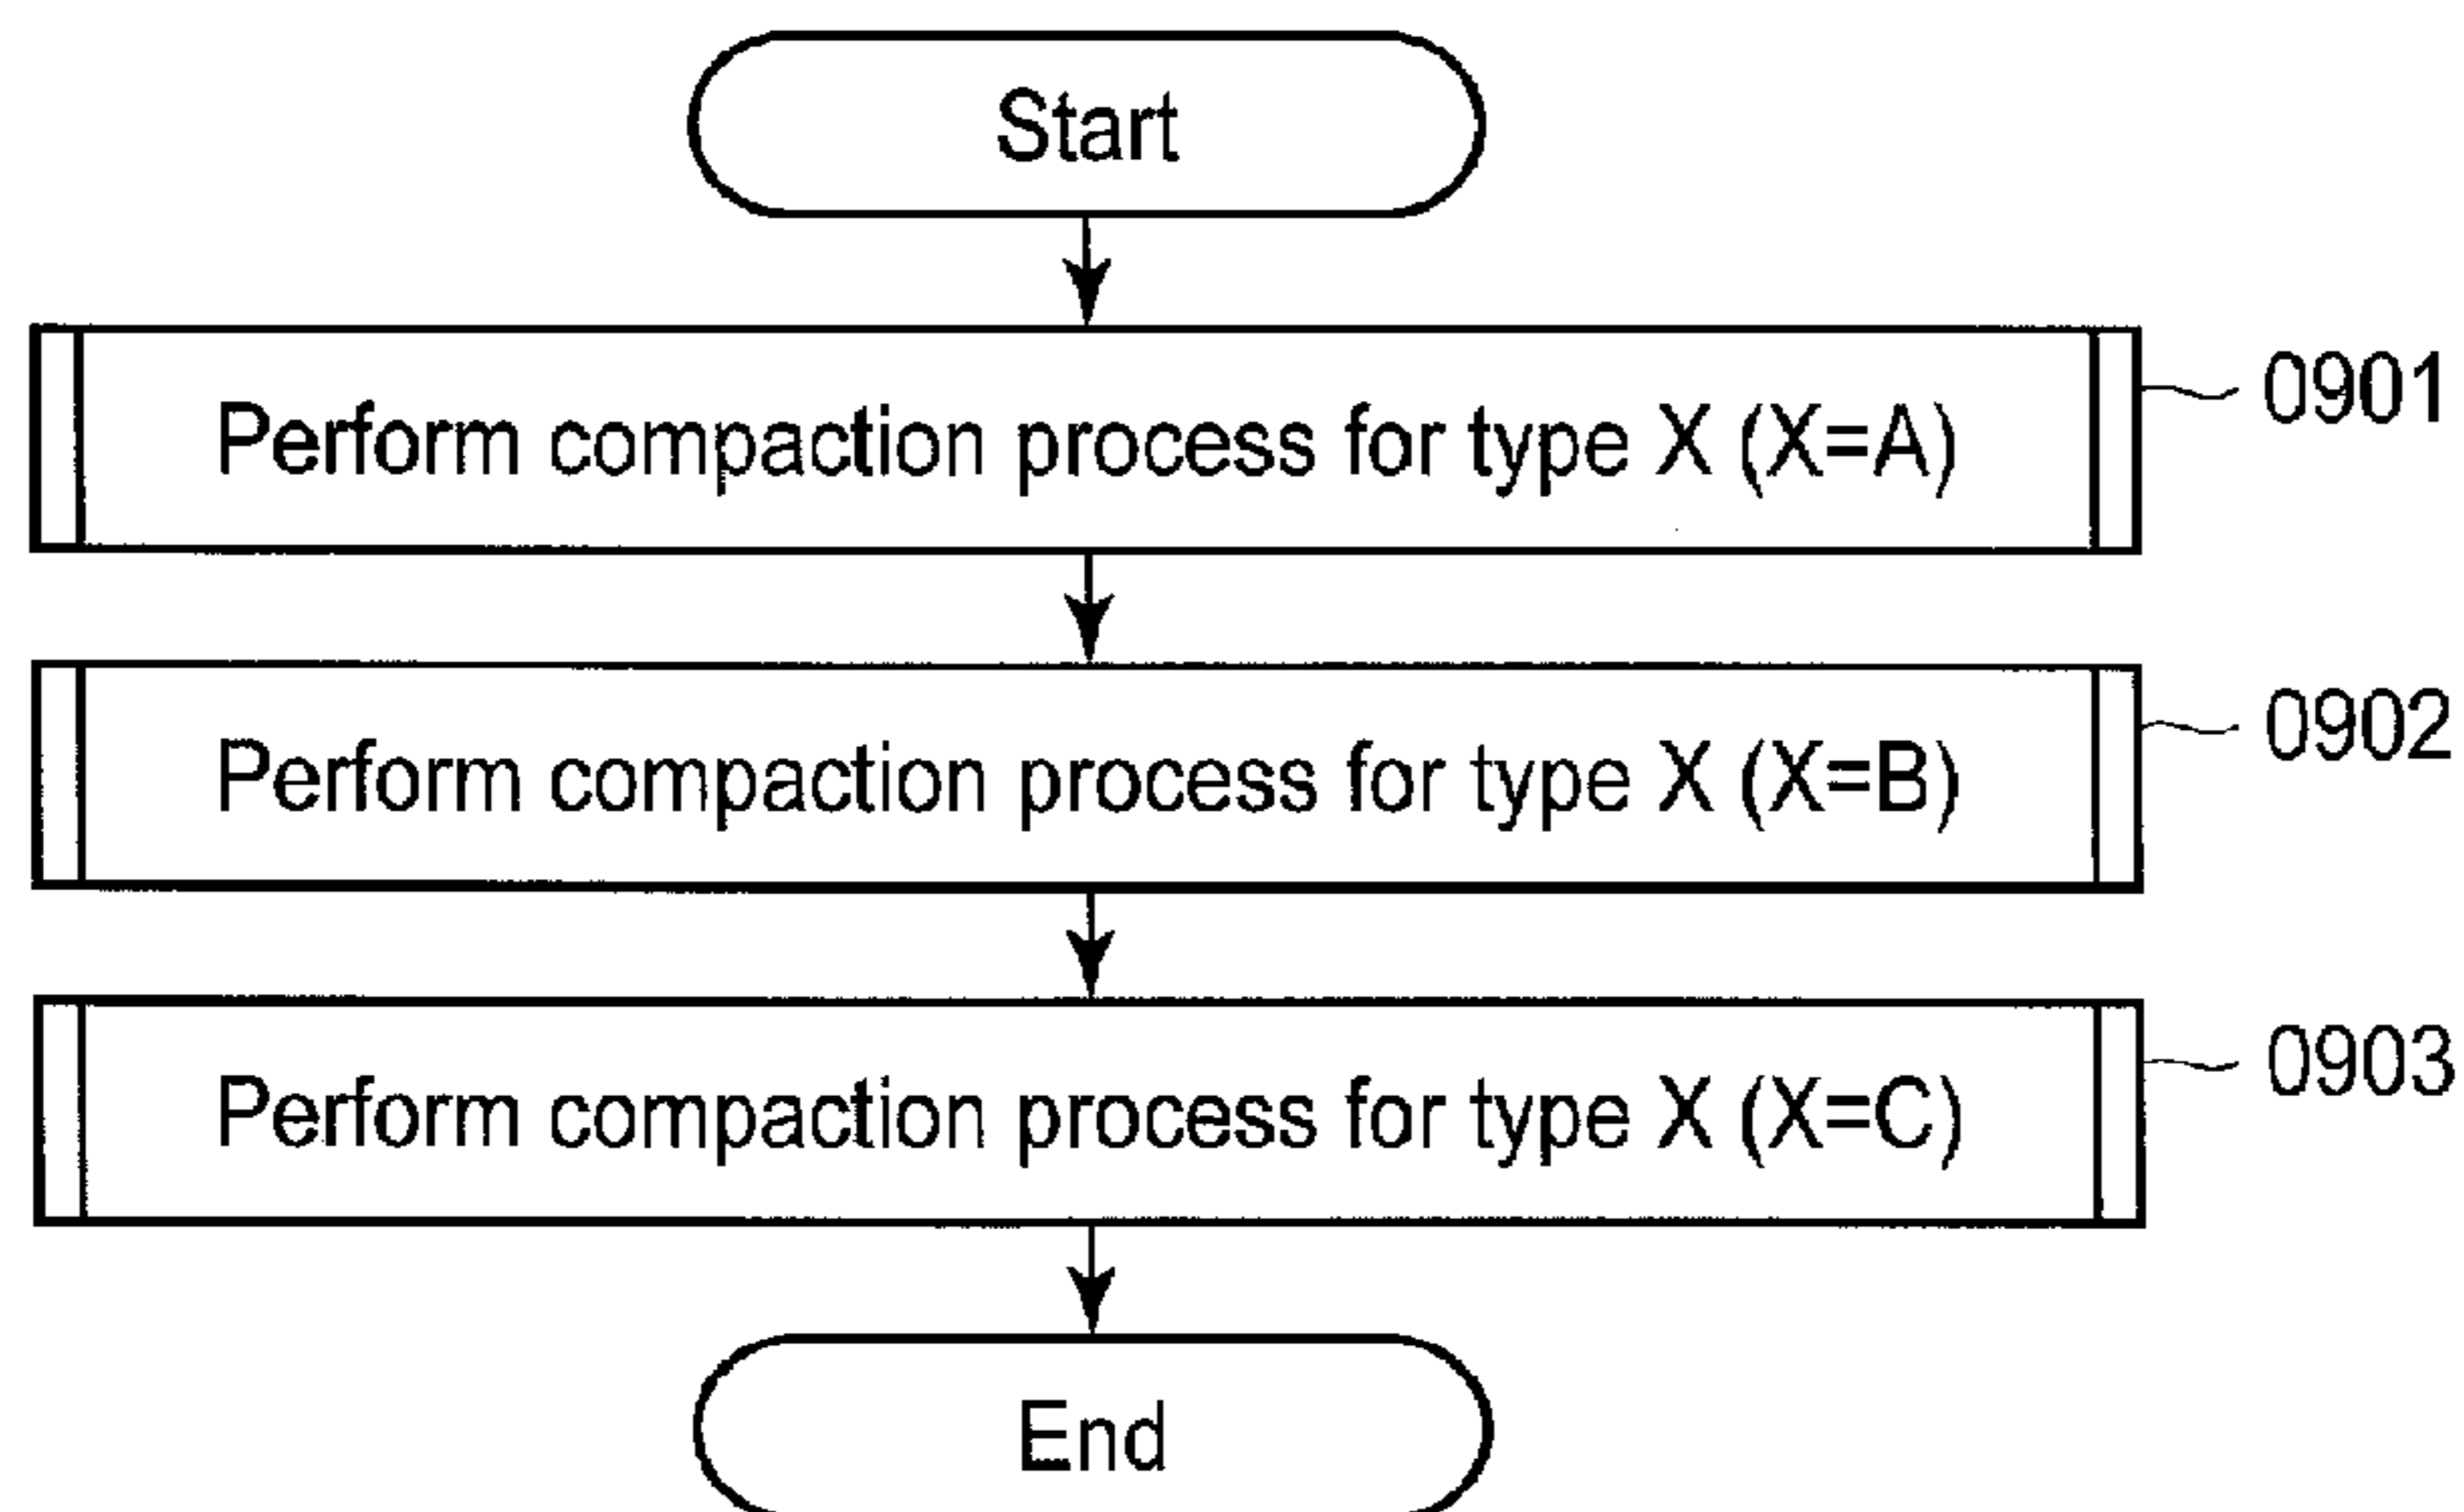 Start
Perform compaction process for type X (X=A)
0901
Perform compaction process for type X (X=B)
0902
Perform compaction process for type X (X=C)
0903
End